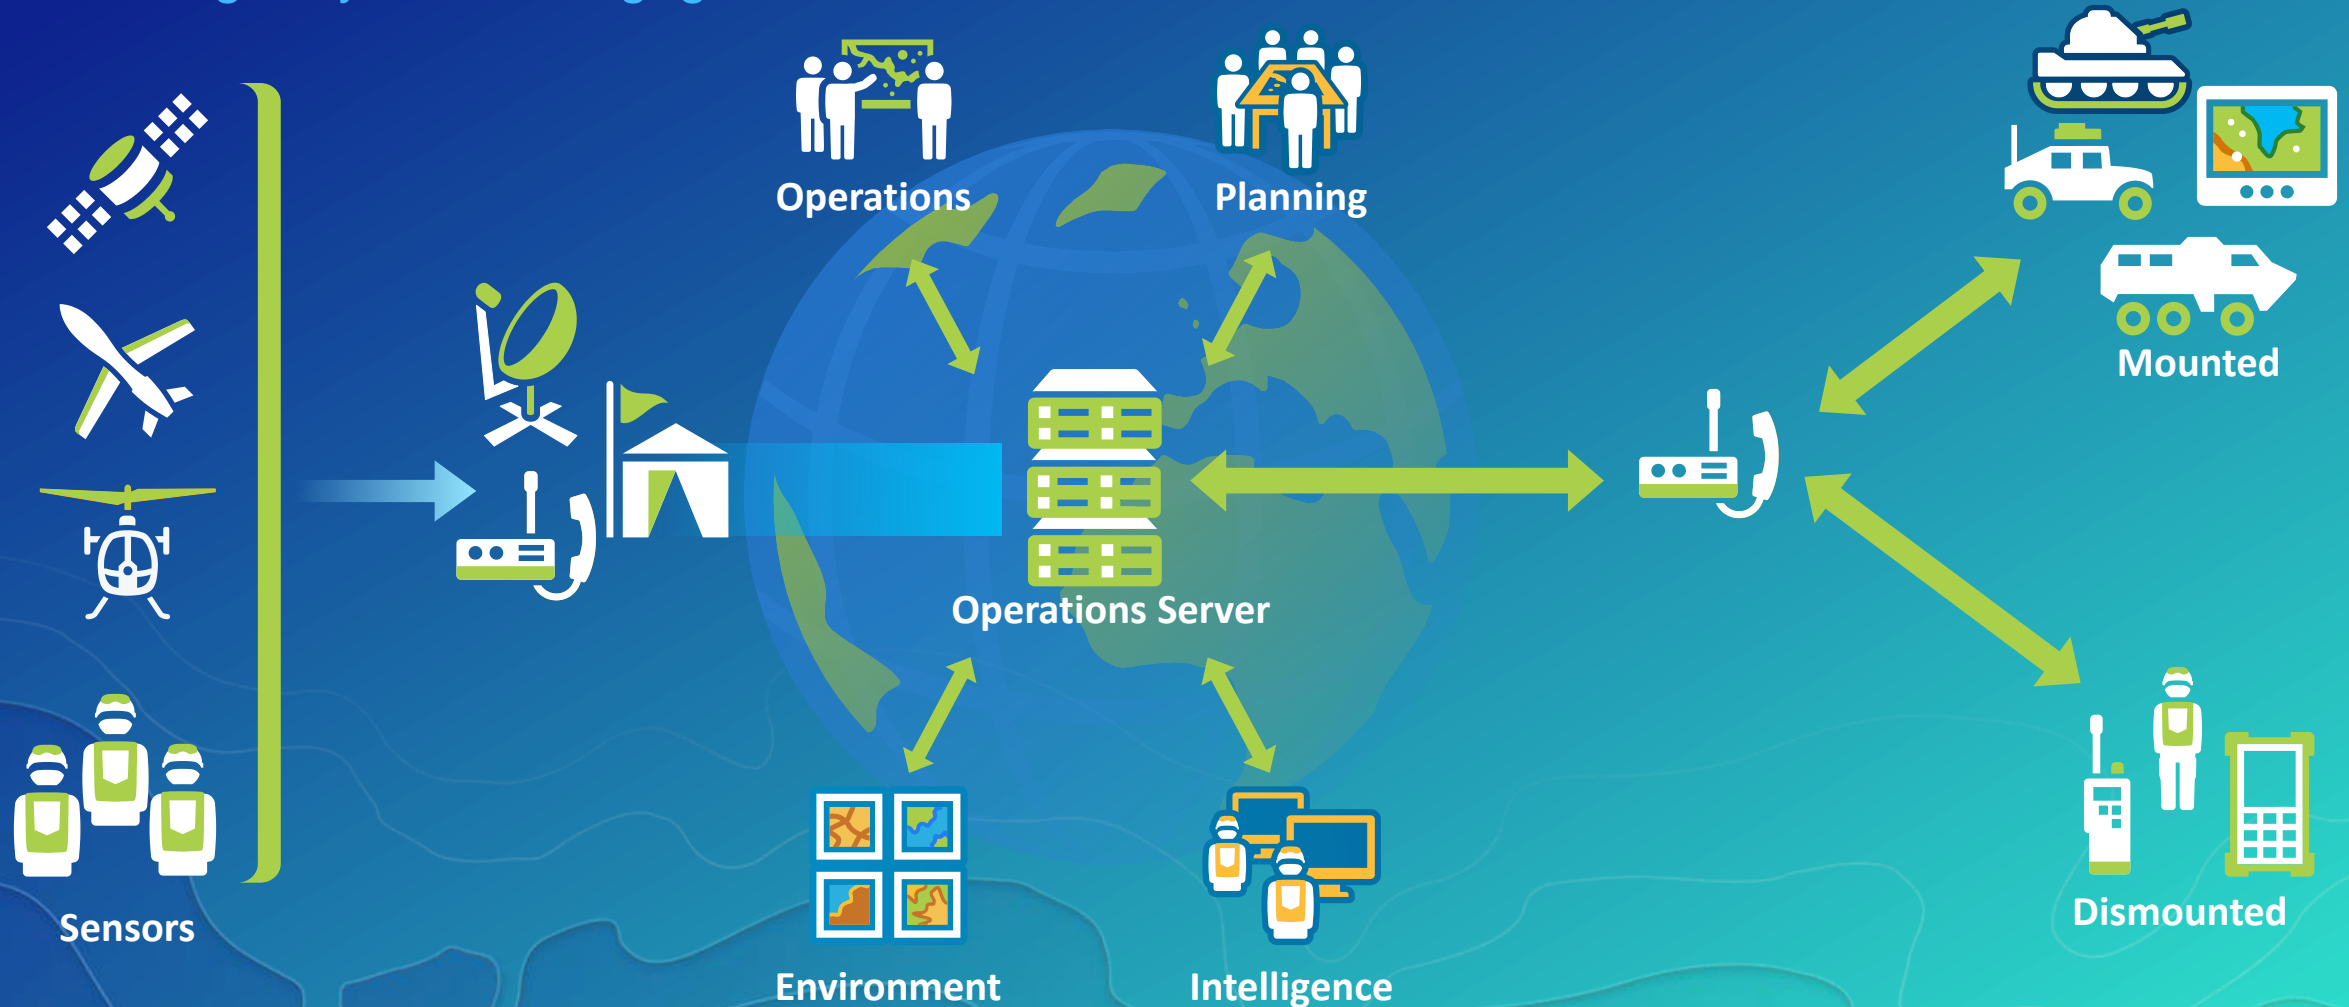 Operations
Planning
Mounted
Operations Server
Sensors
Dismounted
Environment
Intelligence